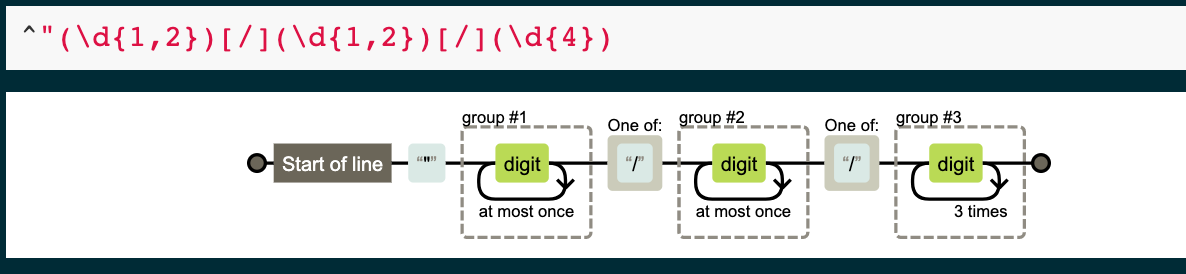 ^"(\d{1,2})[/](\d{1,2})[/](\d{4})
group #1 One of: group #2 One of: group #3
Start of line “"” digit “/” digit “/” digit
at most once at most once 3 times